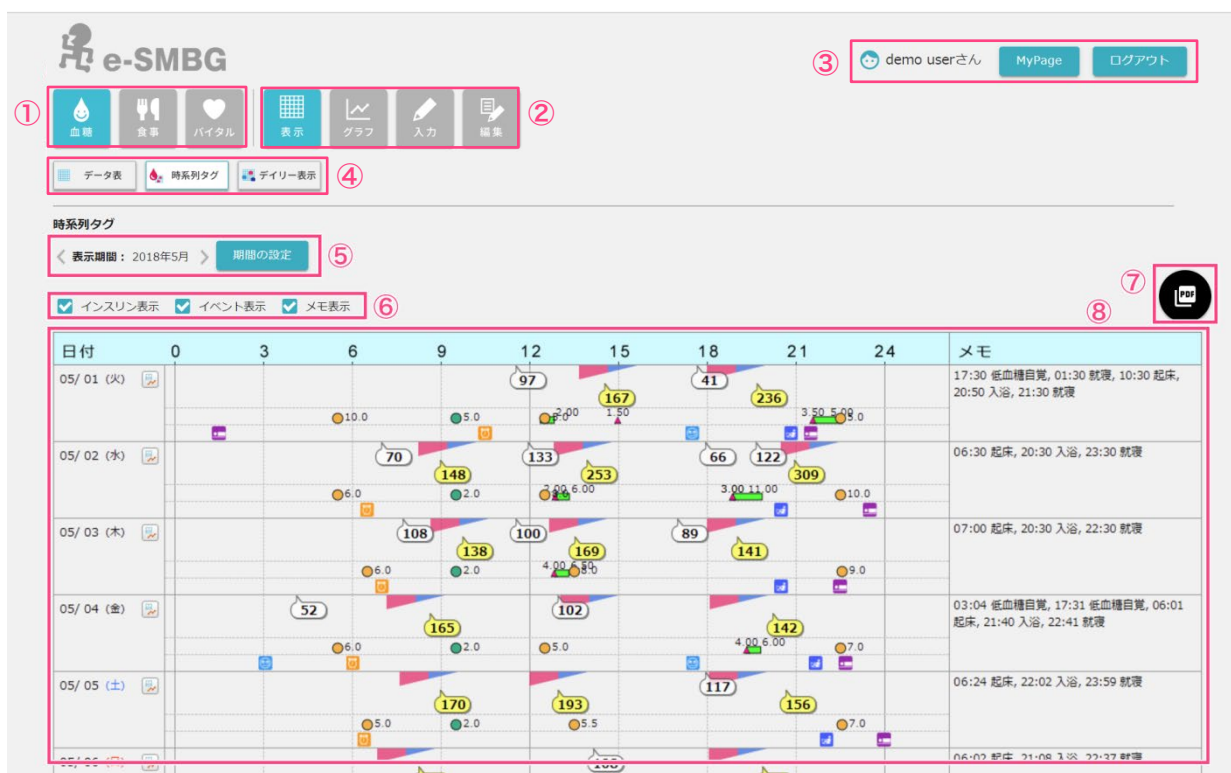 e-SMBG
③ demo userさん MyPage ログアウト
① 血糖 食事 バイタル 表示 グラフ 入力 編集 ②
データ表 時系列タグ デイリー表示 ④
時系列タグ
表示期間： 2018年5月 期間の設定 ⑤
⑦ PDF
インスリン表示 イベント表示 メモ表示 ⑥
⑧
日付 0 3 6 9 12 15 18 21 24 メモ
05/ 01 (火) 97 41 17:30 低血糖自覚, 01:30 就寝, 10:30 起床,
167 236 20:50 入浴, 21:30 就寝
10.0 5.0 2.00 1.50 3.50 5.0
05/ 02 (水) 70 133 66 122 06:30 起床, 20:30 入浴, 23:30 就寝
148 253 309
6.0 2.0 6.00 3.00 11.00 10.0
05/ 03 (木) 108 100 89 07:00 起床, 20:30 入浴, 22:30 就寝
138 169 141
6.0 2.0 4.00 9.0
05/ 04 (金) 52 102 03:04 低血糖自覚, 17:31 低血糖自覚, 06:01
165 142 起床, 21:40 入浴, 22:41 就寝
6.0 2.0 5.0 4.00 6.00 7.0
05/ 05 (土) 117 06:24 起床, 22:02 入浴, 23:59 就寝
170 193 156
5.0 2.0 5.5 7.0
06:02 起床, 21:08 入浴, 22:37 就寝